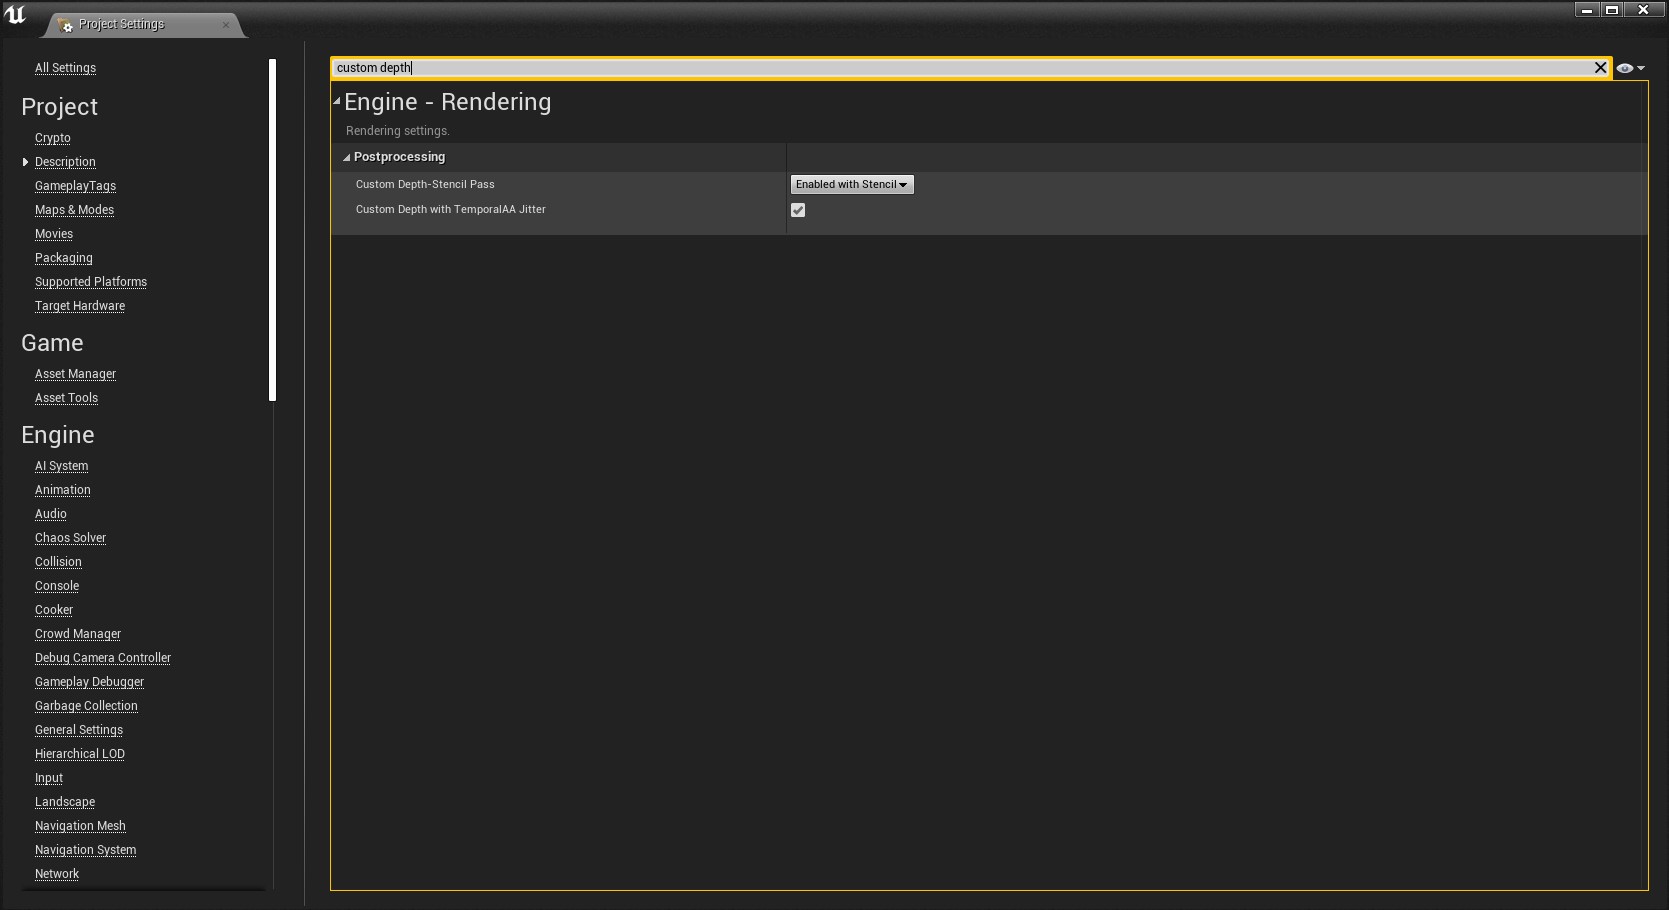 Project Settings
All Settings
Project
Crypto
Description
GameplayTags
Maps & Modes
Movies
Packaging
Supported Platforms
Target Hardware
Game
Asset Manager
Asset Tools
Engine
AI System
Animation
Audio
Chaos Solver
Collision
Console
Cooker
Crowd Manager
Debug Camera Controller
Gameplay Debugger
Garbage Collection
General Settings
Hierarchical LOD
Input
Landscape
Navigation Mesh
Navigation System
Network
custom depth
Engine - Rendering
Rendering settings.
Postprocessing
Custom Depth-Stencil Pass
Enabled with Stencil
Custom Depth with TemporalAA Jitter